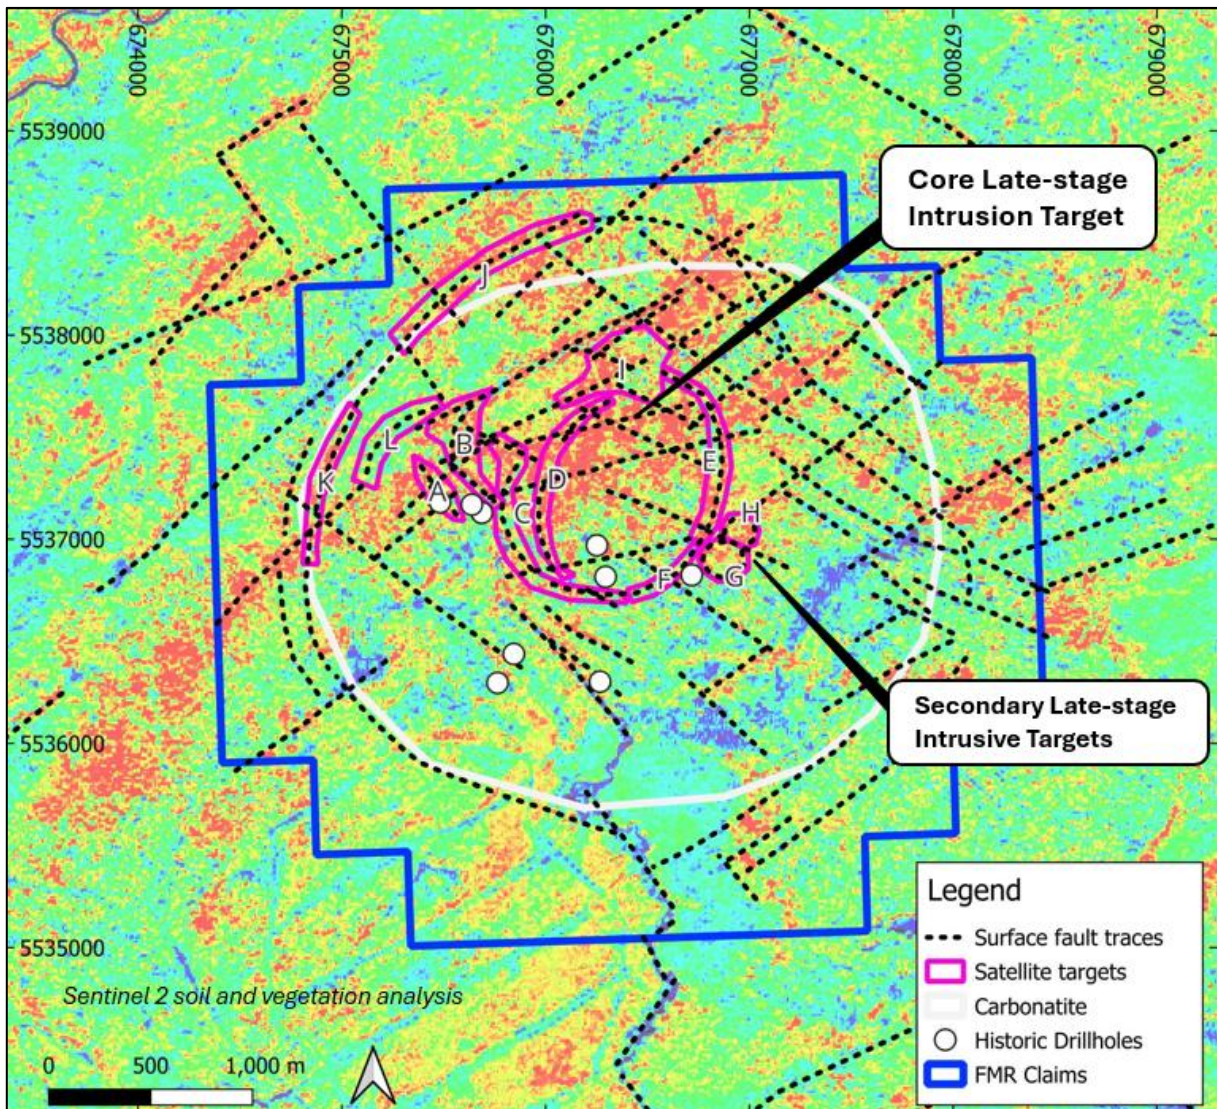 674000
675000
676000
677000
678000
679000
5539000
Core Late-stage
Intrusion Target
J
5538000
I
L
B
D
E
K
A
C
H
5537000
F
G
Secondary Late-stage
Intrusive Targets
5536000
5535000
Legend
Surface fault traces
Satellite targets
Carbonatite
Historic Drillholes
FMR Claims
Sentinel 2 soil and vegetation analysis
0 500 1,000 m